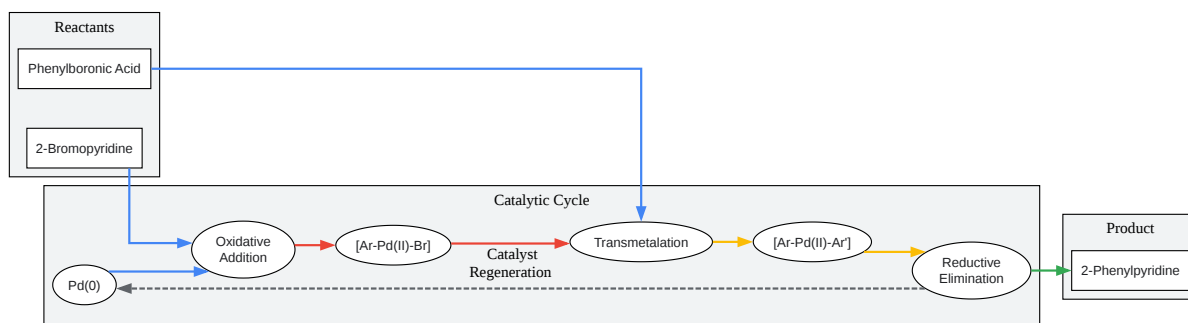 Reactants
Phenylboronic Acid
2-Bromopyridine
Catalytic Cycle
Oxidative
Addition
[Ar-Pd(II)-Br]
Catalyst
Regeneration
Transmetalation
[Ar-Pd(II)-Ar']
Reductive
Elimination
Pd(0)
Product
2-Phenylpyridine